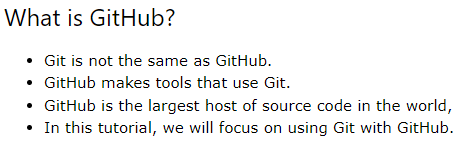 What is GitHub?
• Git is not the same as GitHub.
• GitHub makes tools that use Git.
• GitHub is the largest host of source code in the world,
• In this tutorial, we will focus on using Git with GitHub.